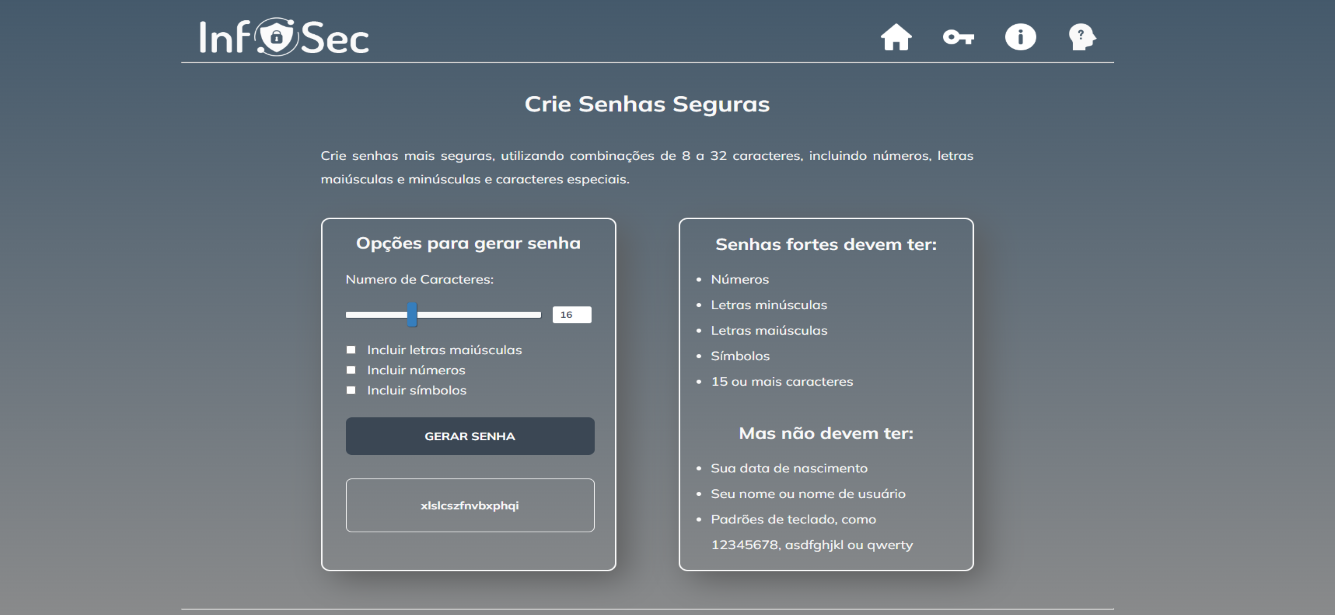 Inf Sec
Crie Senhas Seguras
Crie senhas mais seguras, utilizando combinações de 8 a 32 caracteres, incluindo números, letras
maiúsculas e minúsculas e caracteres especiais.
Opções para gerar senha
Numero de Caracteres:
16
Incluir letras maiúsculas
Incluir números
Incluir símbolos
GERAR SENHA
xlslcszfnvbxphqi
Senhas fortes devem ter:
Números
Letras minúsculas
Letras maiúsculas
Símbolos
15 ou mais caracteres
Mas não devem ter:
Sua data de nascimento
Seu nome ou nome de usuário
Padrões de teclado, como
12345678, asdfghjkl ou qwerty